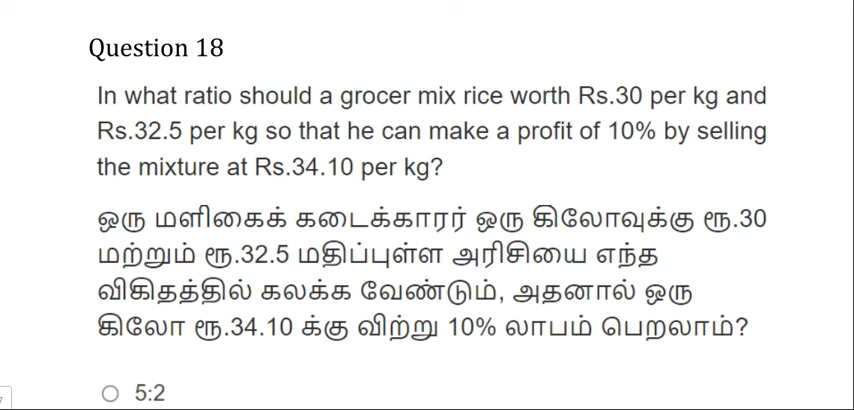 Question 18
In what ratio should a grocer mix rice worth Rs.30 per kg and
Rs.32.5 per kg so that he can make a profit of 10% by selling
the mixture at Rs.34.10 per kg?
ஒரு மளிகைக் கடைக்காரர் ஒரு கிலோவுக்கு ரூ.30
மற்றும் ரூ.32.5 மதிப்புள்ள அரிசியை எந்த
விகிதத்தில் கலக்க வேண்டும், அதனால் ஒரு
கிலோ ரூ.34.10 க்கு விற்று 10% லாபம் பெறலாம்?
5:2